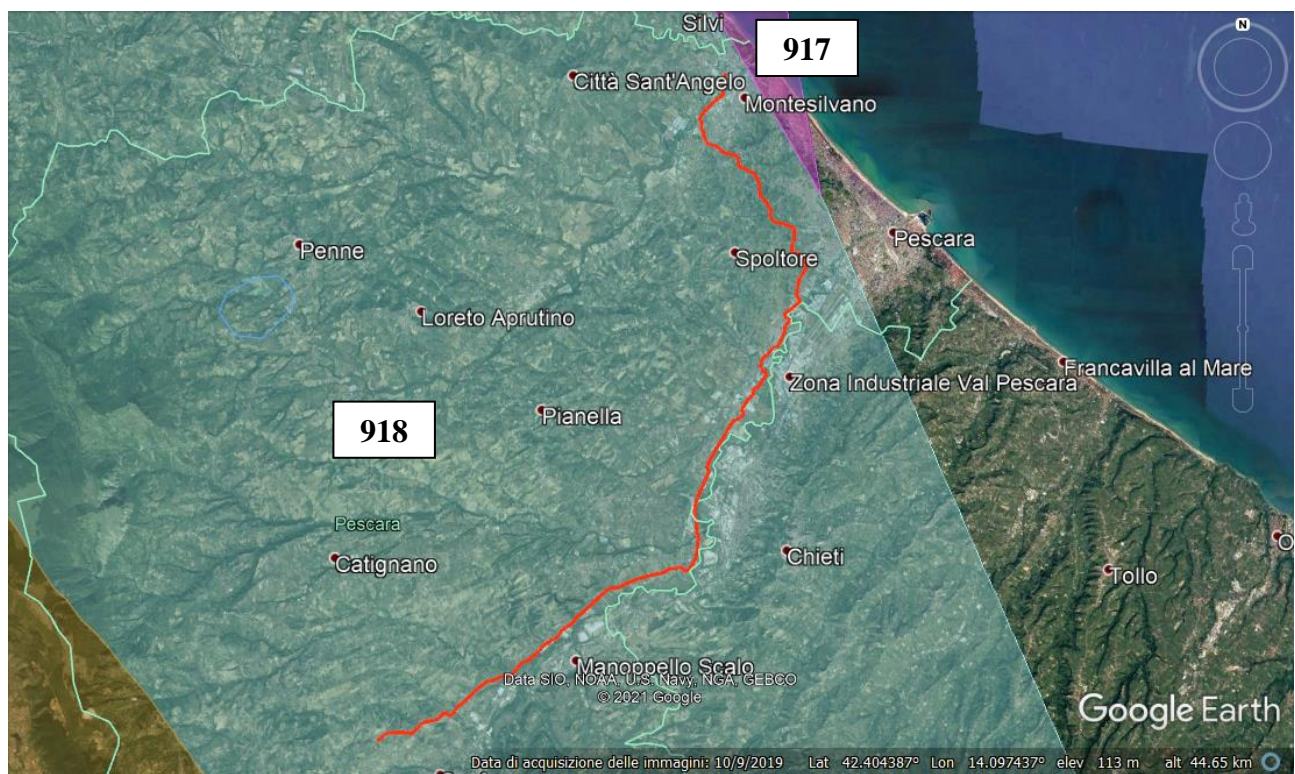 Silvi
917
Città Sant'Angelo
Montesilvano
N
Penne
Spoltore
Pescara
Loreto Aprutino
Francavilla al Mare
Zona Industriale Val Pescara
Pianella
918
Pescara
Catignano
Chieti
O
Tollo
Manoppello Scalo
Data SIO, NOAA, U.S. Navy, NGA, GEBCO
© 2021 Google
Google Earth
Data di acquisizione delle immagini: 10/9/2019 Lat 42.404387° Lon 14.097437° elev 113 m alt 44.65 km